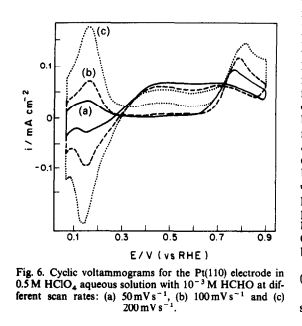 (c)
0.1
(b)
(a)
0
-0.1
i / mA cm⁻²
0.1 0.3 0.5 0.7 0.9
E/V (vs RHE)
Fig. 6. Cyclic voltammograms for the Pt(110) electrode in
0.5 M HClO₄ aqueous solution with 10⁻³ M HCHO at dif-
ferent scan rates: (a) 50 mV s⁻¹, (b) 100 mV s⁻¹ and (c)
200 mV s⁻¹.